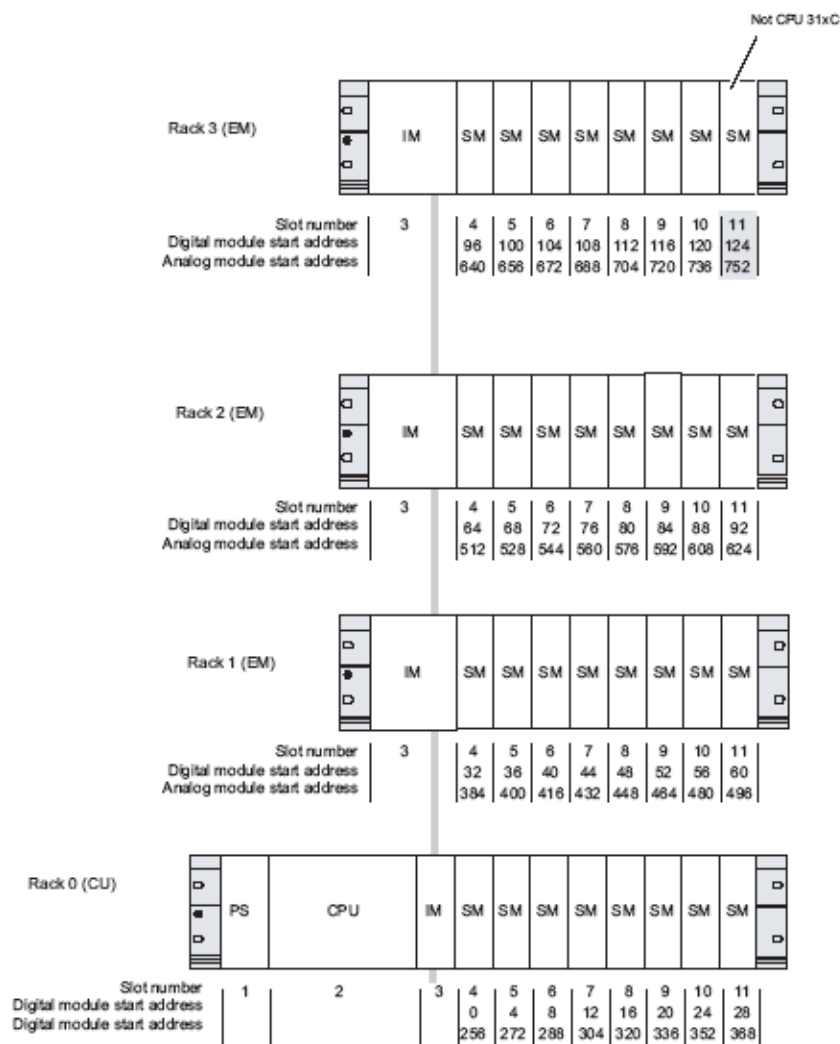 Not CPU 31xC
Rack 3 (EM)
IM SM SM SM SM SM SM SM SM
Slot number 3 4 5 6 7 8 9 10 11
Digital module start address 96 100 104 108 112 116 120 124
Analog module start address 640 656 672 688 704 720 736 752
Rack 2 (EM)
IM SM SM SM SM SM SM SM SM
Slot number 3 4 5 6 7 8 9 10 11
Digital module start address 64 68 72 76 80 84 88 92
Analog module start address 512 528 544 560 576 592 608 624
Rack 1 (EM)
IM SM SM SM SM SM SM SM SM
Slot number 3 4 5 6 7 8 9 10 11
Digital module start address 32 36 40 44 48 52 56 60
Analog module start address 384 400 416 432 448 464 480 496
Rack 0 (CU)
PS CPU IM SM SM SM SM SM SM SM SM
Slot number 1 2 3 4 5 6 7 8 9 10 11
Digital module start address 0 4 8 12 16 20 24 28
Digital module start address 256 272 288 304 320 336 352 368